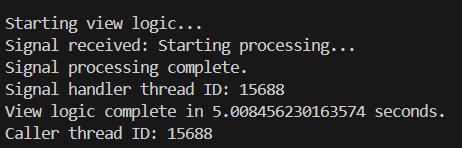 Starting view logic...
Signal received: Starting processing...
Signal processing complete.
Signal handler thread ID: 15688
View logic complete in 5.008456230163574 seconds.
Caller thread ID: 15688